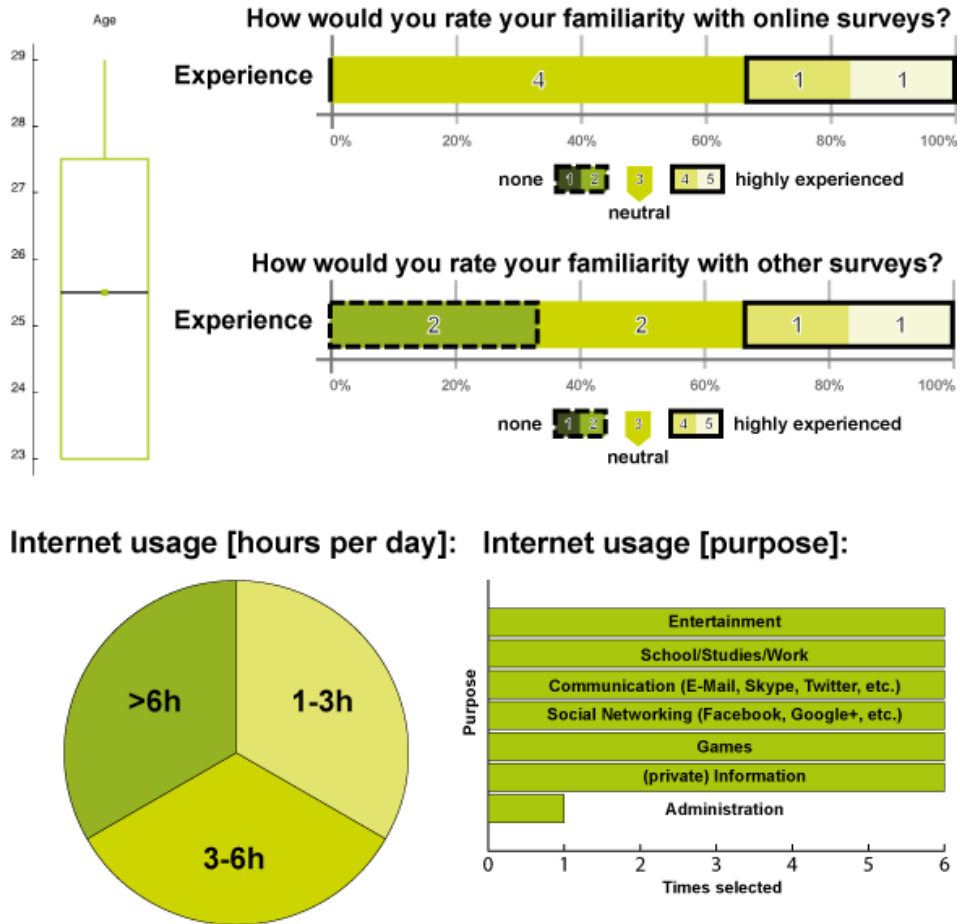 Age
29
28
27
26
25
24
23
How would you rate your familiarity with online surveys?
Experience
4 1 1
0% 20% 40% 60% 80% 100%
none 1 2 3 4 5 highly experienced
neutral
How would you rate your familiarity with other surveys?
Experience
2 2 1 1
0% 20% 40% 60% 80% 100%
none 1 2 3 4 5 highly experienced
neutral
Internet usage [hours per day]:
>6h 1-3h
3-6h
Internet usage [purpose]:
Purpose
Entertainment
School/Studies/Work
Communication (E-Mail, Skype, Twitter, etc.)
Social Networking (Facebook, Google+, etc.)
Games
(private) Information
Administration
0 1 2 3 4 5 6
Times selected